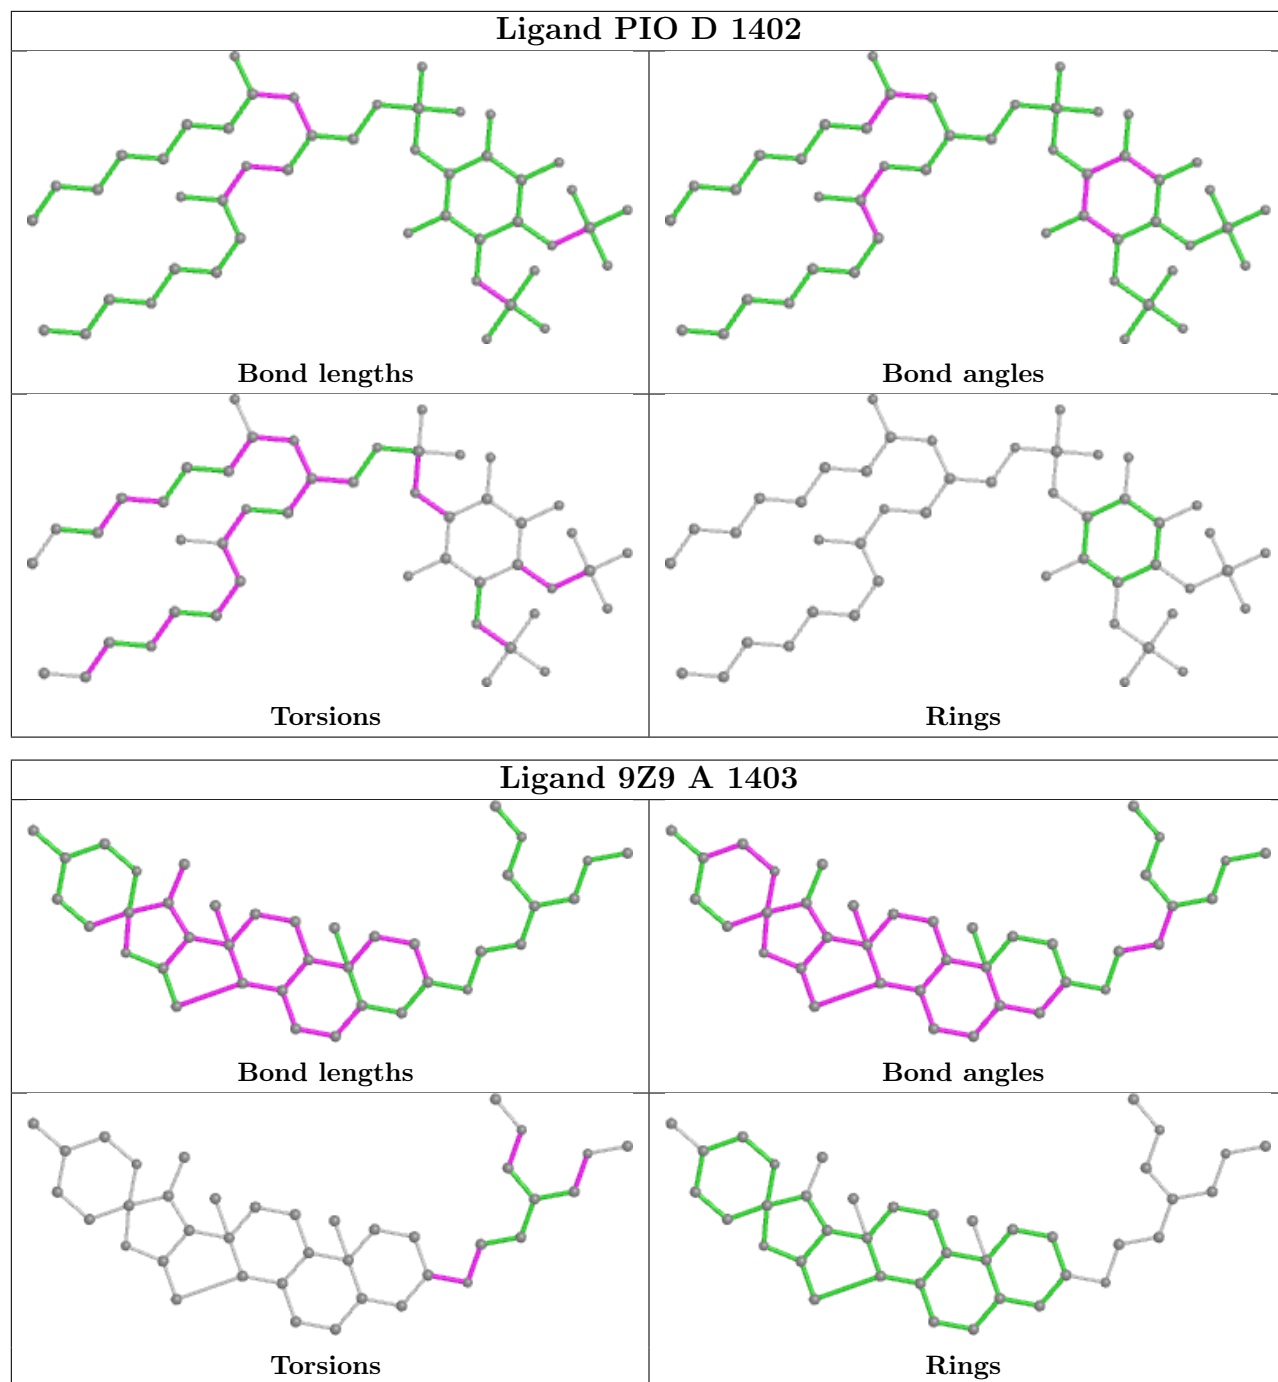 Ligand PIO D 1402
Bond lengths
Bond angles
Torsions
Rings
Ligand 9Z9 A 1403
Bond lengths
Bond angles
Torsions
Rings